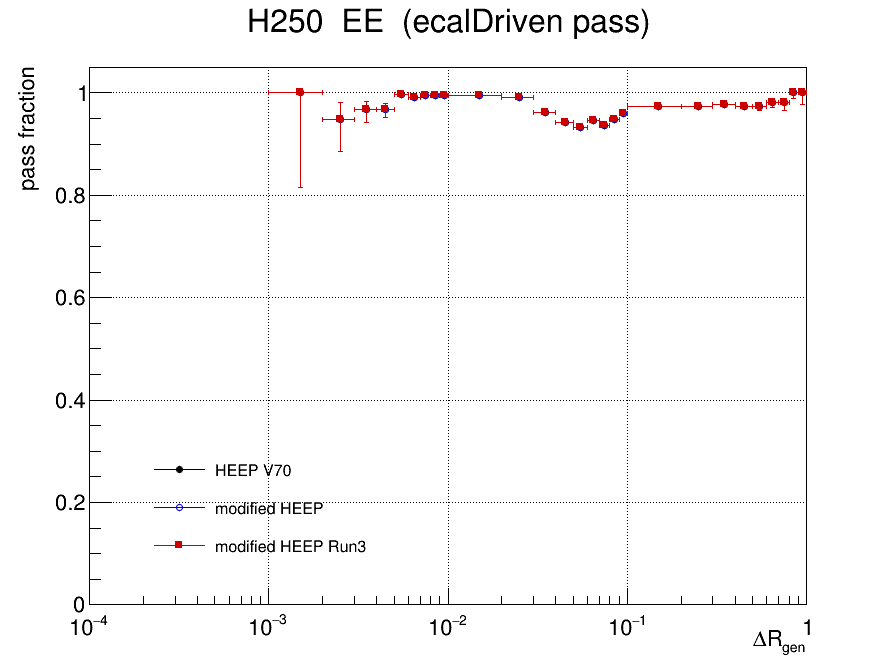 H250 EE (ecalDriven pass)
pass fraction
1
0.8
0.6
0.4
0.2
0
HEEP V70
modified HEEP
modified HEEP Run3
10⁻⁴
10⁻³
10⁻²
10⁻¹
1
ΔR_gen